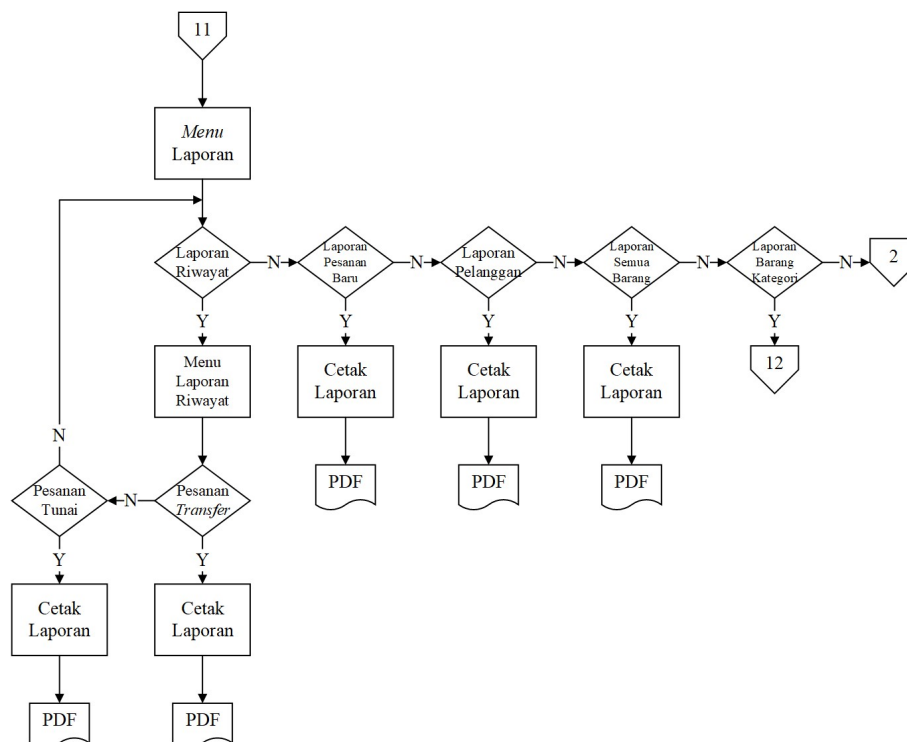 11
Menu
Laporan
Laporan
Riwayat
N
Laporan
Pesanan
Baru
N
Laporan
Pelanggan
N
Laporan
Semua
Barang
N
Laporan
Barang
Kategori
N
2
Y
Y
Y
Y
Y
Menu
Laporan
Riwayat
Cetak
Laporan
Cetak
Laporan
Cetak
Laporan
12
N
PDF
PDF
PDF
Pesanan
Tunai
N
Pesanan
Transfer
Y
Y
Cetak
Laporan
Cetak
Laporan
PDF
PDF